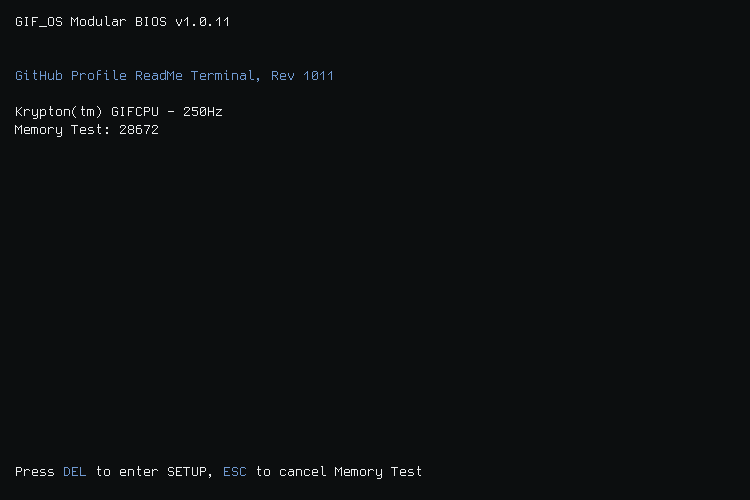 GIF_OS Modular BIOS v1.0.11
GitHub Profile ReadMe Terminal, Rev 1011
Krypton(tm) GIFCPU - 250Hz
Memory Test: 28672
Press DEL to enter SETUP, ESC to cancel Memory Test